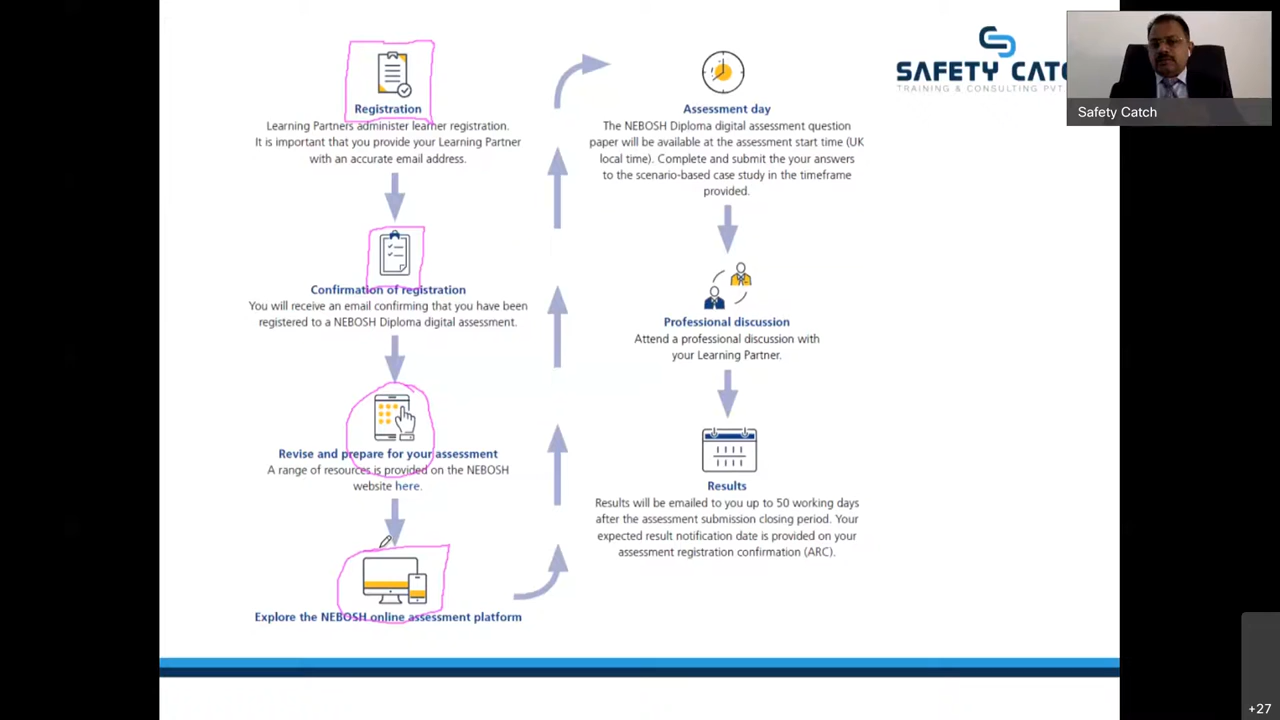 Registration
Learning Partners administer learner registration.
It is important that you provide your Learning Partner
with an accurate email address.
Confirmation of registration
You will receive an email confirming that you have been
registered to a NEBOSH Diploma digital assessment.
Revise and prepare for your assessment
A range of resources is provided on the NEBOSH
website here.
Explore the NEBOSH online assessment platform
Assessment day
The NEBOSH Diploma digital assessment question
paper will be available at the assessment start time (UK
local time). Complete and submit the your answers
to the scenario-based case study in the timeframe
provided.
Professional discussion
Attend a professional discussion with
your Learning Partner.
Results
Results will be emailed to you up to 50 working days
after the assessment submission closing period. Your
expected result notification date is provided on your
assessment registration confirmation (ARC).
SAFETY CATC
TRAINING & CONSULTING PVT
Safety Catch
+27